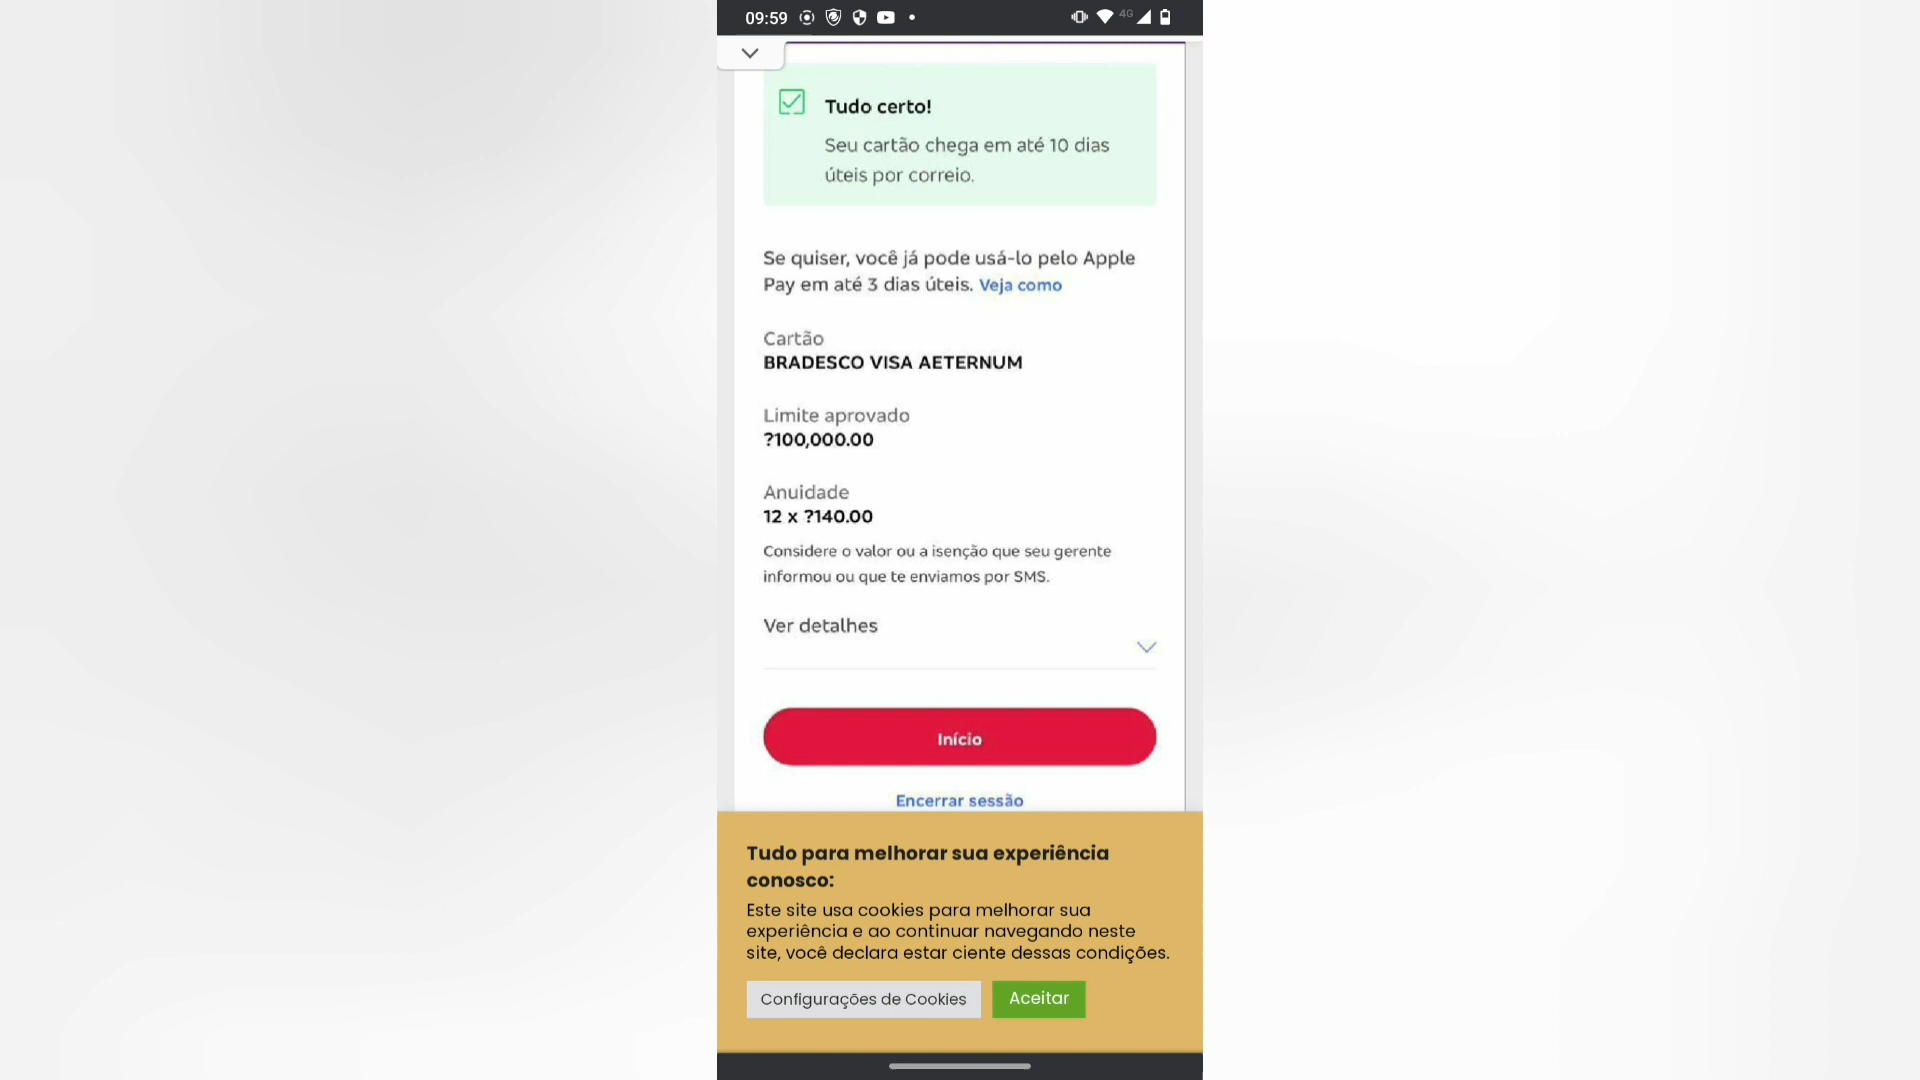 09:59
4G
Tudo certo!
Seu cartão chega em até 10 dias
úteis por correio.
Se quiser, você já pode usá-lo pelo Apple
Pay em até 3 dias úteis. Veja como
Cartão
BRADESCO VISA AETERNUM
Limite aprovado
?100,000.00
Anuidade
12 x ?140.00
Considere o valor ou a isenção que seu gerente
informou ou que te enviamos por SMS.
Ver detalhes
Início
Encerrar sessão
Tudo para melhorar sua experiência
conosco:
Este site usa cookies para melhorar sua
experiência e ao continuar navegando neste
site, você declara estar ciente dessas condições.
Configurações de Cookies
Aceitar